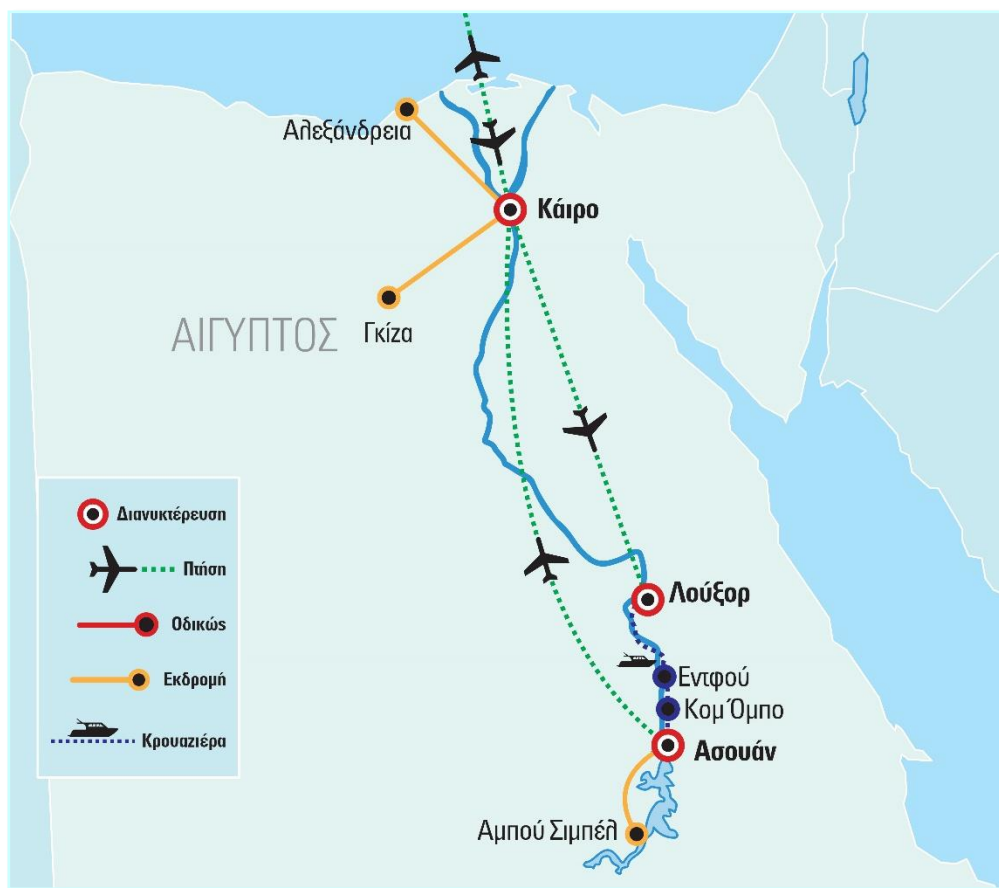 Αλεξάνδρεια
Κάιρο
Γκίζα
ΑΙΓΥΠΤΟΣ
Διανυκτέρευση
Πτήση
Οδικώς
Εκδρομή
Κρουαζιέρα
Λούξορ
Εντφού
Κομ Όμπο
Ασουάν
Αμπού Σιμπέλ